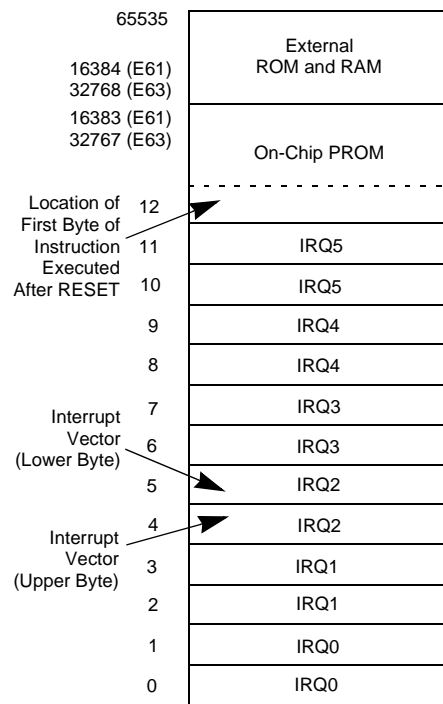 65535
External
ROM and RAM
16384 (E61)
32768 (E63)
16383 (E61)
32767 (E63)
On-Chip PROM
Location of
First Byte of
Instruction
Executed
After RESET
12
11
IRQ5
10
IRQ5
9
IRQ4
8
IRQ4
7
IRQ3
Interrupt
Vector
(Lower Byte)
6
IRQ3
5
IRQ2
4
IRQ2
Interrupt
Vector
(Upper Byte)
3
IRQ1
2
IRQ1
1
IRQ0
0
IRQ0